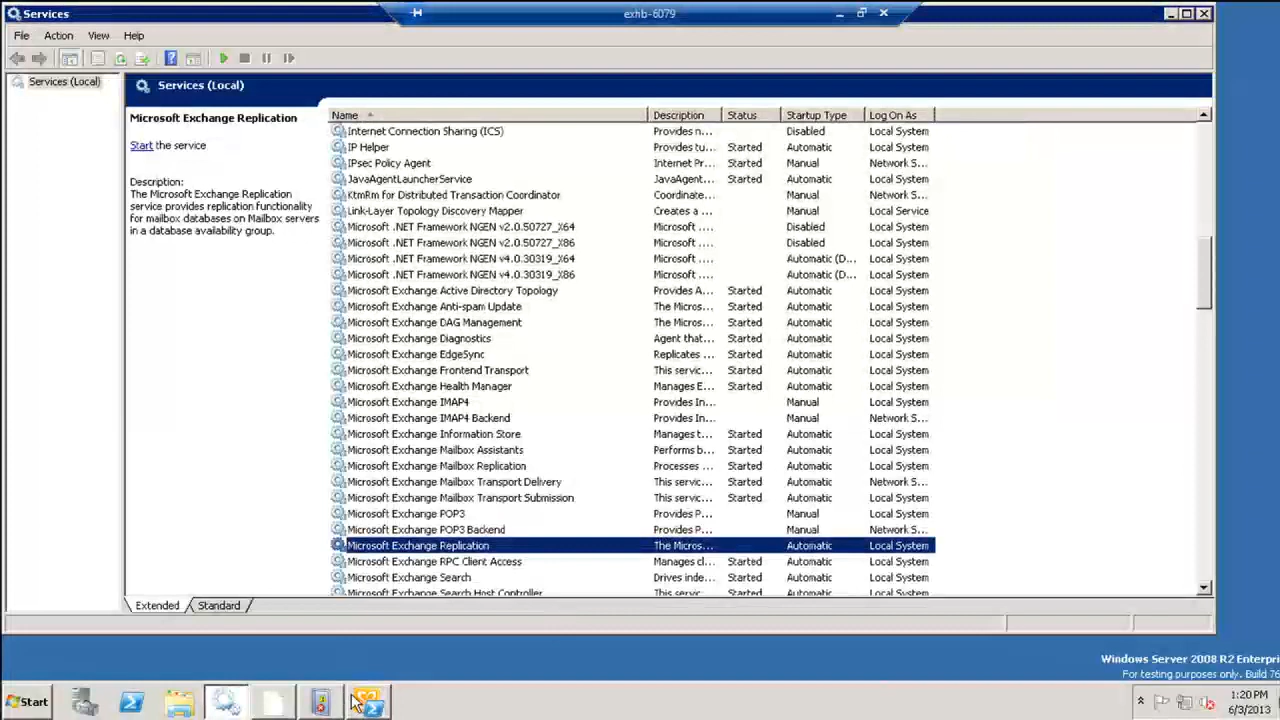 Services
exhb-6079
File Action View Help
Services (Local)
Services (Local)
Microsoft Exchange Replication
Start the service
Description:
The Microsoft Exchange Replication
service provides replication functionality
for mailbox databases on Mailbox servers
in a database availability group.
Name Description Status Startup Type Log On As
Internet Connection Sharing (ICS) Provides n... Disabled Local System
IP Helper Provides tu... Started Automatic Local System
IPsec Policy Agent Internet Pr... Started Manual Network S...
JavaAgentLauncherService JavaAgent... Started Automatic Local System
KtmRm for Distributed Transaction Coordinator Coordinate... Manual Network S...
Link-Layer Topology Discovery Mapper Creates a ... Manual Local Service
Microsoft .NET Framework NGEN v2.0.50727_X64 Microsoft .... Disabled Local System
Microsoft .NET Framework NGEN v2.0.50727_X86 Microsoft .... Disabled Local System
Microsoft .NET Framework NGEN v4.0.30319_X64 Microsoft .... Automatic (D... Local System
Microsoft .NET Framework NGEN v4.0.30319_X86 Microsoft .... Automatic (D... Local System
Microsoft Exchange Active Directory Topology Provides A... Started Automatic Local System
Microsoft Exchange Anti-spam Update The Micros... Started Automatic Local System
Microsoft Exchange DAG Management The Micros... Started Automatic Local System
Microsoft Exchange Diagnostics Agent that... Started Automatic Local System
Microsoft Exchange EdgeSync Replicates ... Started Automatic Local System
Microsoft Exchange Frontend Transport This servic... Started Automatic Local System
Microsoft Exchange Health Manager Manages E... Started Automatic Local System
Microsoft Exchange IMAP4 Provides In... Manual Local System
Microsoft Exchange IMAP4 Backend Provides In... Manual Network S...
Microsoft Exchange Information Store Manages t... Started Automatic Local System
Microsoft Exchange Mailbox Assistants Performs b... Started Automatic Local System
Microsoft Exchange Mailbox Replication Processes ... Started Automatic Local System
Microsoft Exchange Mailbox Transport Delivery This servic... Started Automatic Network S...
Microsoft Exchange Mailbox Transport Submission This servic... Started Automatic Local System
Microsoft Exchange POP3 Provides P... Manual Local System
Microsoft Exchange POP3 Backend Provides P... Manual Network S...
Microsoft Exchange Replication The Micros... Automatic Local System
Microsoft Exchange RPC Client Access Manages cl... Started Automatic Local System
Microsoft Exchange Search Drives inde... Started Automatic Local System
Microsoft Exchange Search Host Controller This servic... Started Automatic Local System
Extended Standard
Windows Server 2008 R2 Enterpri
For testing purposes only. Build 76
Start
1:20 PM
6/3/2013